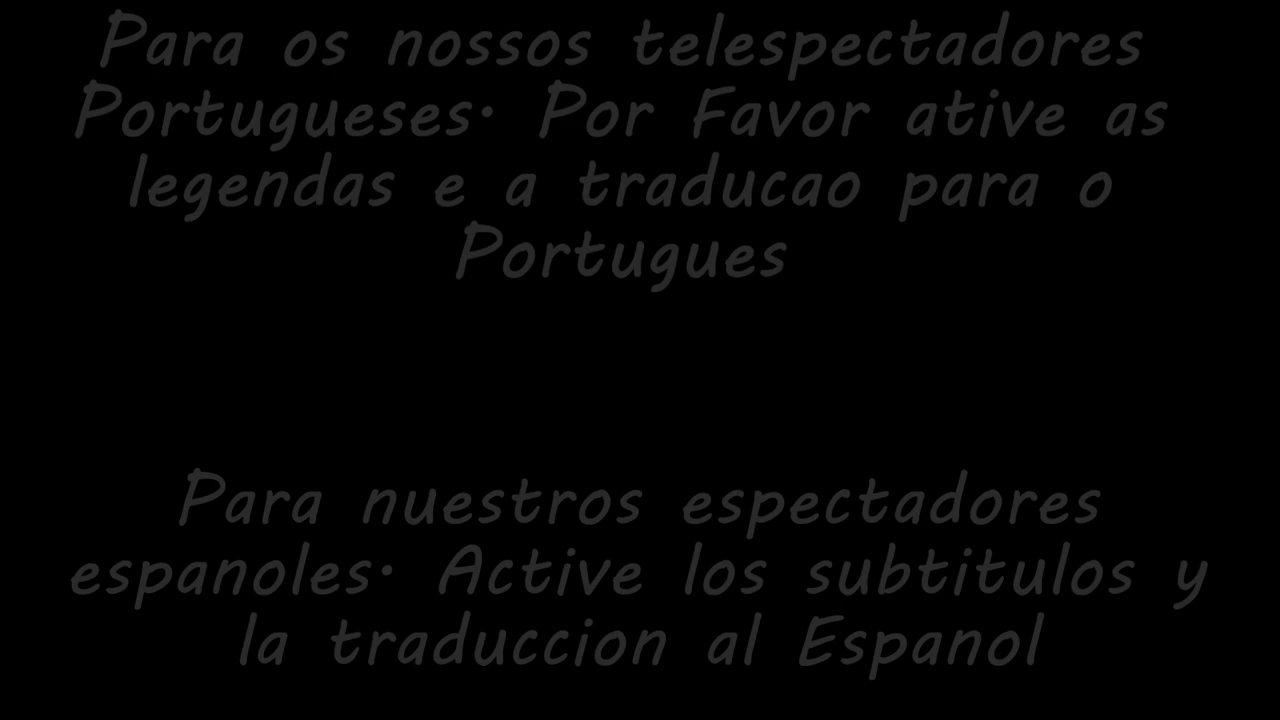 Para os nossos telespectadores
Portugueses. Por Favor ative as
legendas e a traducao para o
Portugues
Para nuestros espectadores
espanoles. Active los subtitulos y
la traduccion al Espanol